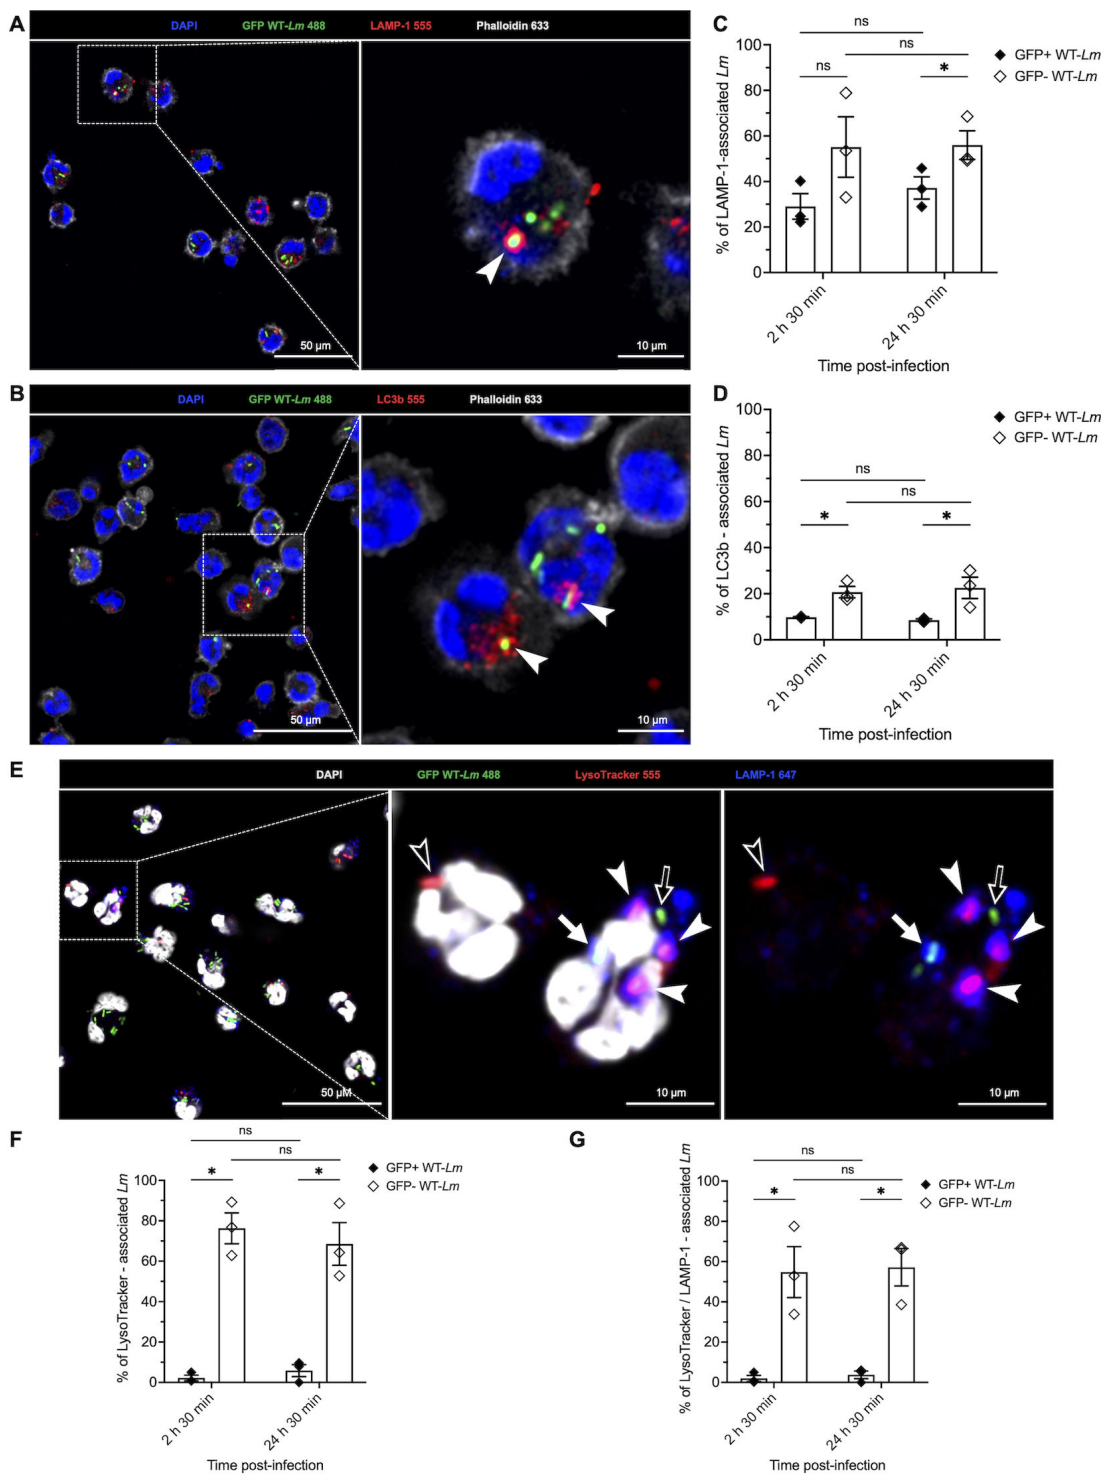 A
DAPI GFP WT-Lm 488 LAMP-1 555 Phalloidin 633
50 µm
10 µm
C
ns
ns
ns
*
GFP+ WT-Lm
GFP- WT-Lm
100
80
60
40
20
0
% of LAMP-1-associated Lm
2 h 30 min
24 h 30 min
Time post-infection
B
DAPI GFP WT-Lm 488 LC3b 555 Phalloidin 633
50 µm
10 µm
D
ns
ns
*
*
GFP+ WT-Lm
GFP- WT-Lm
100
80
60
40
20
0
% of LC3b - associated Lm
2 h 30 min
24 h 30 min
Time post-infection
E
DAPI GFP WT-Lm 488 LysoTracker 555 LAMP-1 647
50 µM
10 µm
10 µm
F
ns
ns
*
*
GFP+ WT-Lm
GFP- WT-Lm
100
80
60
40
20
0
% of LysoTracker - associated Lm
2 h 30 min
24 h 30 min
Time post-infection
G
ns
ns
*
*
GFP+ WT-Lm
GFP- WT-Lm
100
80
60
40
20
0
% of LysoTracker / LAMP-1 - associated Lm
2 h 30 min
24 h 30 min
Time post-infection